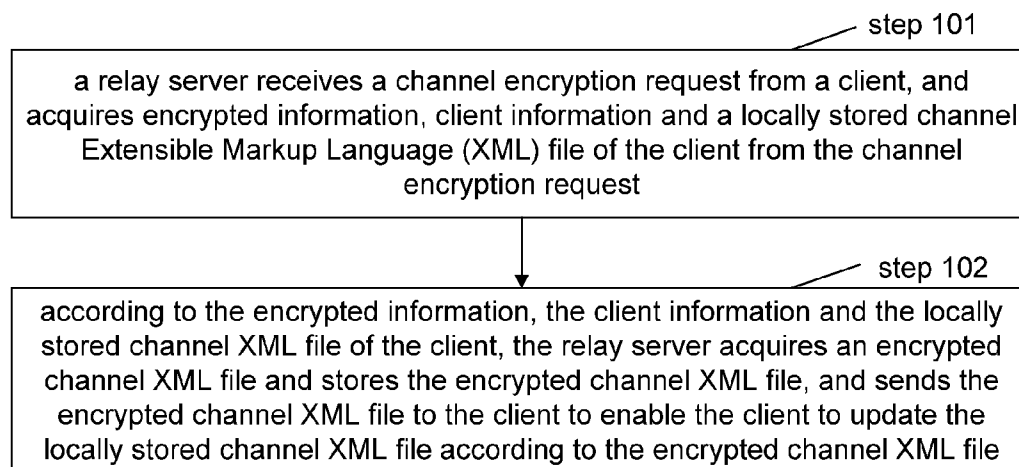 step 101
a relay server receives a channel encryption request from a client, and
acquires encrypted information, client information and a locally stored channel
Extensible Markup Language (XML) file of the client from the channel
encryption request
step 102
according to the encrypted information, the client information and the locally
stored channel XML file of the client, the relay server acquires an encrypted
channel XML file and stores the encrypted channel XML file, and sends the
encrypted channel XML file to the client to enable the client to update the
locally stored channel XML file according to the encrypted channel XML file